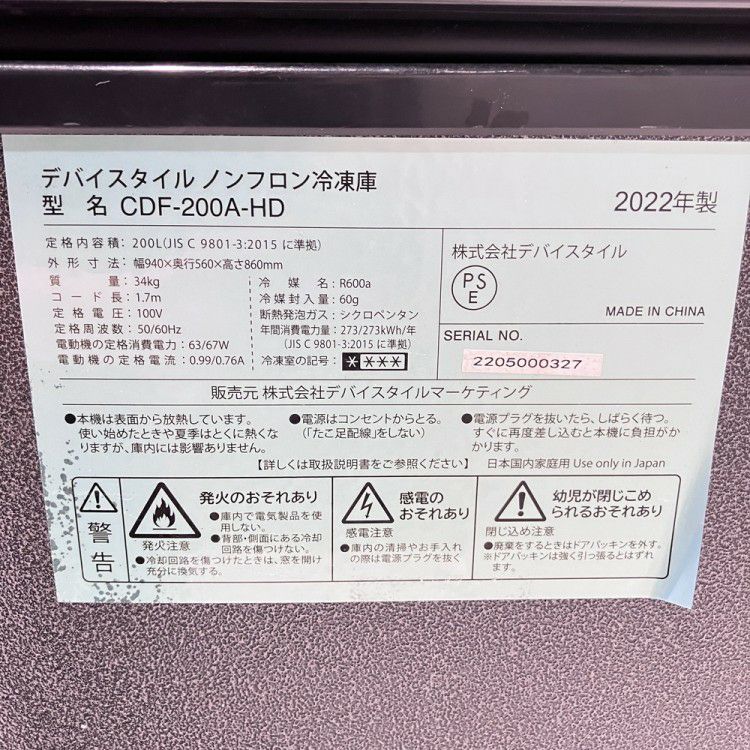 デバイスタイル ノンフロン冷凍庫
型 名 CDF-200A-HD
2022年製
定格内容積：200L(JIS C 9801-3:2015 に準拠)
外形寸法：幅940×奥行560×高さ860mm
質量：34kg
コード長：1.7m
定格電圧：100V
定格周波数：50/60Hz
電動機の定格消費電力：63/67W
電動機の定格電流：0.99/0.76A
冷媒名：R600a
冷媒封入量：60g
断熱発泡ガス：シクロペンタン
年間消費電力量：273/273kWh/年
(JIS C 9801-3:2015 に準拠)
冷凍室の記号：****
株式会社デバイスタイル
PS
E
MADE IN CHINA
SERIAL NO.
2205000327
販売元 株式会社デバイスタイルマーケティング
●本機は表面から放熱しています。
使い始めたときや夏季はとくに熱くな
りますが、庫内には影響ありません。
●電源はコンセントからとる。
(「たこ足配線」をしない)
●電源プラグを抜いたら、しばらく待つ。
すぐに再度差し込むと本機に負担がか
かります。
【詳しくは取扱説明書をご参照ください】
日本国内家庭用 Use only in Japan
警告
発火注意
発火のおそれあり
●庫内で電気製品を使
用しない。
●背部・側面にある冷却
回路を傷つけない。
●冷却回路を傷つけたときは、窓を開け
充分に換気する。
感電注意
感電の
おそれあり
●庫内の清掃やお手入れ
の際は電源プラグを抜く
閉じ込め注意
幼児が閉じこめ
られるおそれあり
●廃棄をするときはドアパッキンを外す。
※ドアパッキンは強く引っ張るとはずれ
ます。